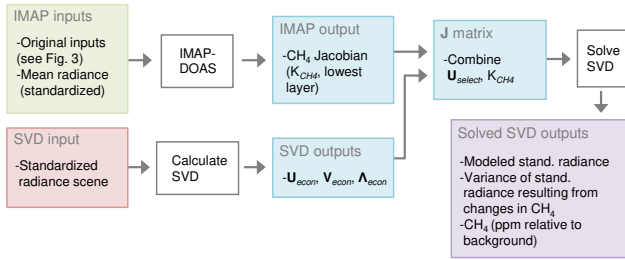 IMAP inputs
-Original inputs
(see Fig. 3)
-Mean radiance
(standardized)
IMAP-
DOAS
IMAP output
-CH4 Jacobian
(KCH4, lowest
layer)
J matrix
-Combine
Uselect, KCH4
Solve
SVD
SVD input
-Standardized
radiance scene
Calculate
SVD
SVD outputs
-Uecon, Vecon, Λecon
Solved SVD outputs
-Modeled stand. radiance
-Variance of stand.
radiance resulting from
changes in CH4
-CH4 (ppm relative to
background)